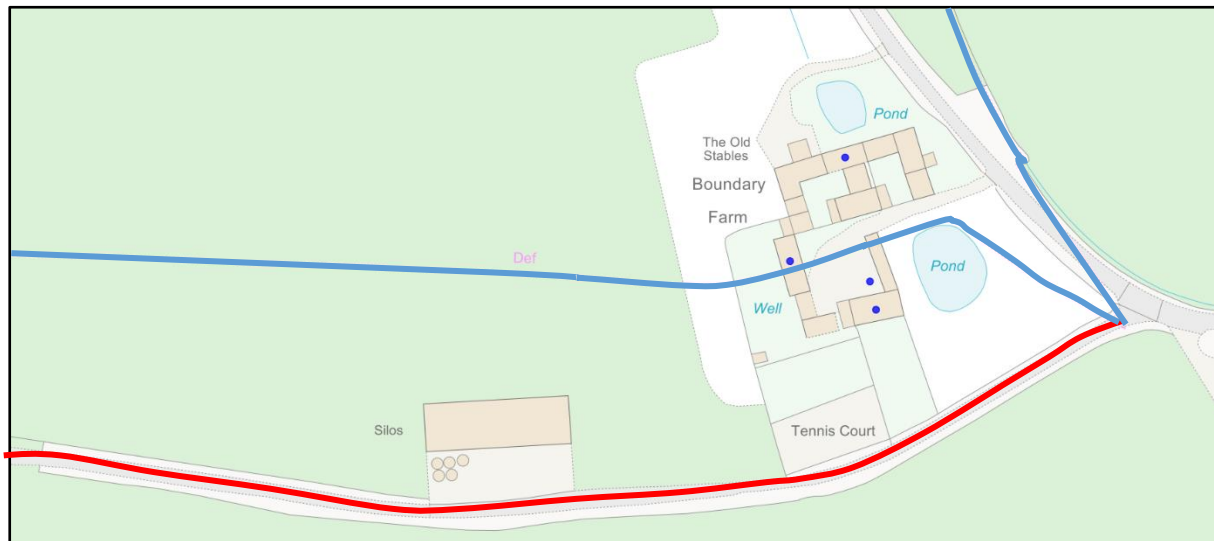 Pond
The Old
Stables
Boundary
Farm
Def
Pond
Well
Silos
Tennis Court